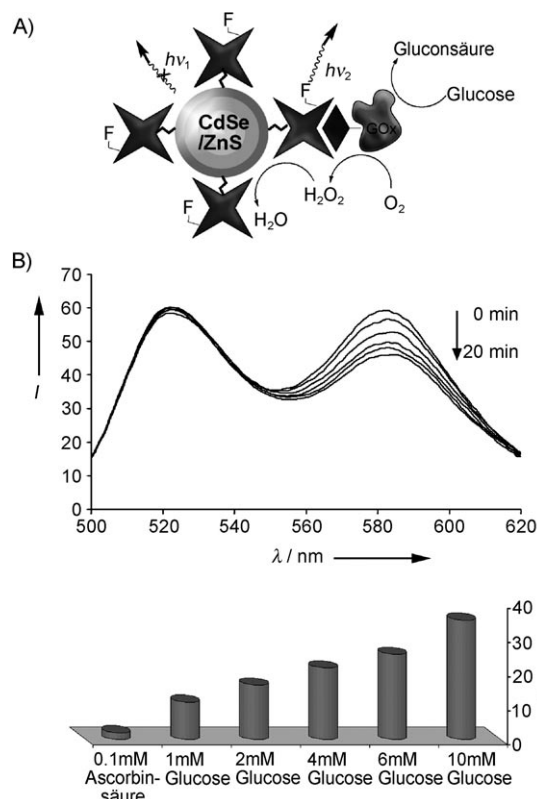 A)
F
hν₁
hν₂
F
F
F
CdSe
/ZnS
GOx
Gluconsäure
Glucose
H₂O
H₂O₂
O₂
B)
70
60
50
40
30
20
10
0
I
0 min
20 min
500 520 540 560 580 600 620
λ / nm
40
30
20
10
0
0.1mM 1mM 2mM 4mM 6mM 10mM
Ascorbin- Glucose Glucose Glucose Glucose Glucose
säure